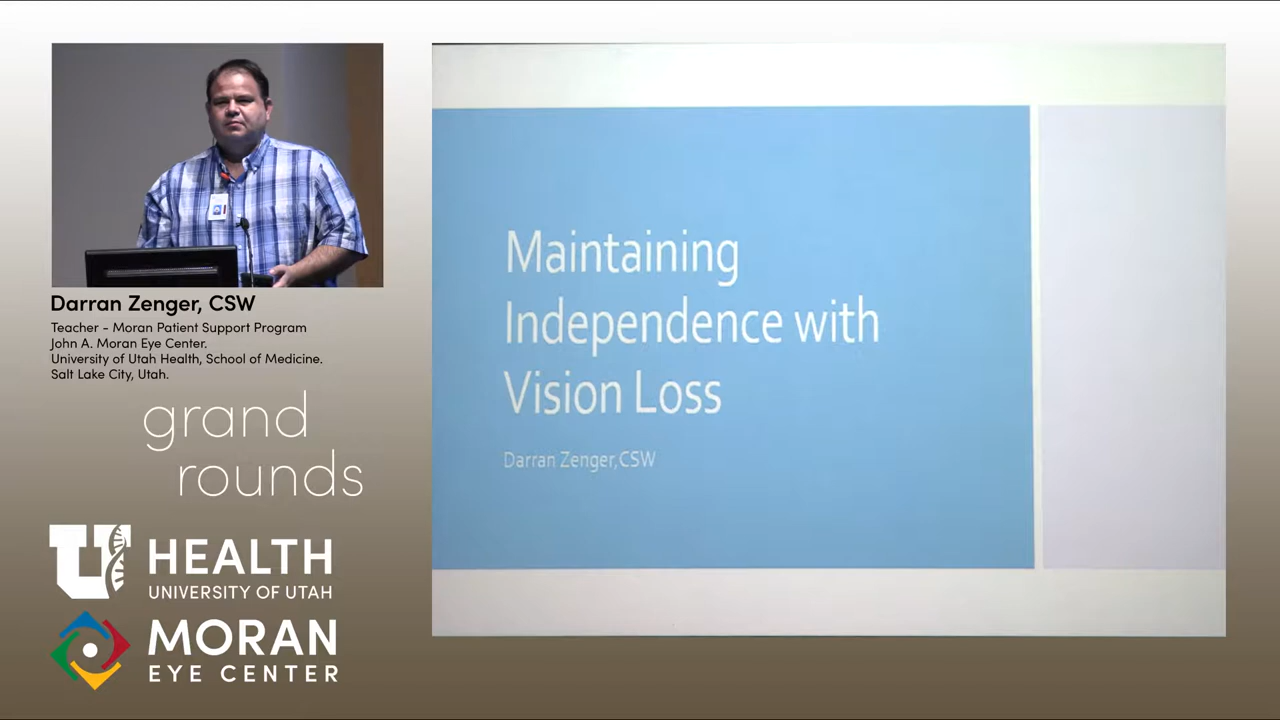 Darran Zenger, CSW
Teacher - Moran Patient Support Program
John A. Moran Eye Center.
University of Utah Health, School of Medicine.
Salt Lake City, Utah.
grand
rounds
U
HEALTH
UNIVERSITY OF UTAH
MORAN
EYE CENTER
Maintaining
Independence with
Vision Loss
Darran Zenger,CSW